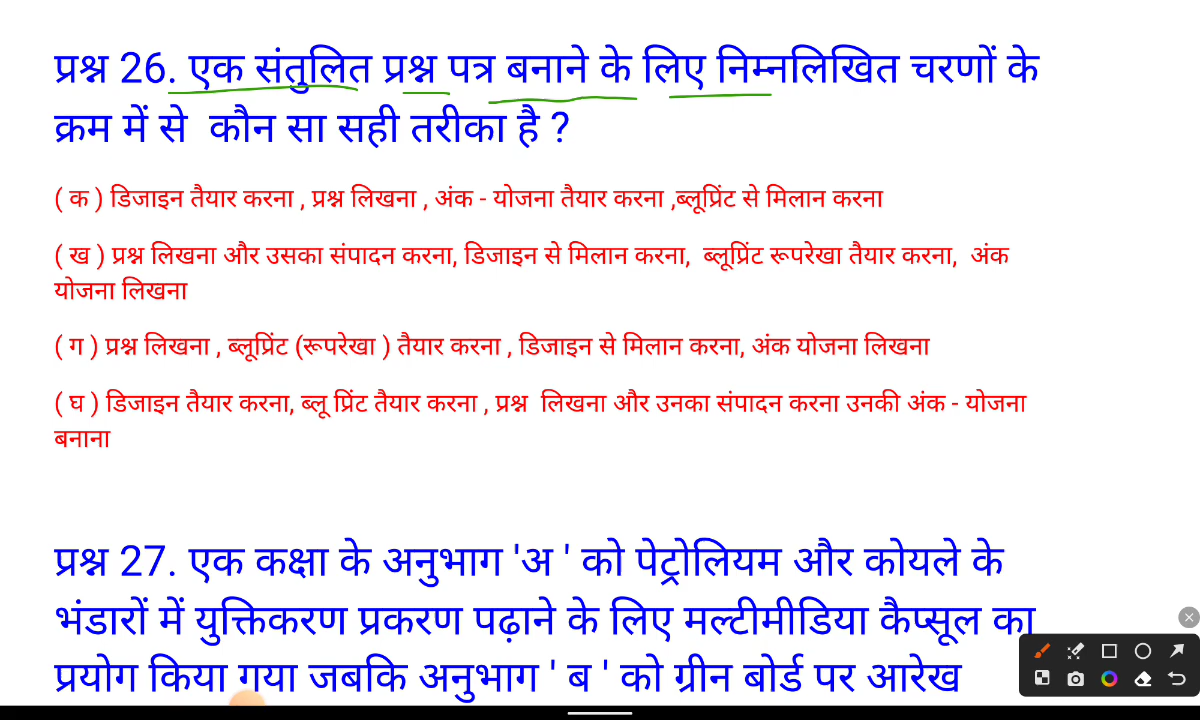 प्रश्न 26. एक संतुलित प्रश्न पत्र बनाने के लिए निम्नलिखित चरणों के
क्रम में से कौन सा सही तरीका है ?
( क ) डिजाइन तैयार करना , प्रश्न लिखना , अंक - योजना तैयार करना ,ब्लूप्रिंट से मिलान करना
( ख ) प्रश्न लिखना और उसका संपादन करना, डिजाइन से मिलान करना, ब्लूप्रिंट रूपरेखा तैयार करना, अंक
योजना लिखना
( ग ) प्रश्न लिखना , ब्लूप्रिंट (रूपरेखा ) तैयार करना , डिजाइन से मिलान करना, अंक योजना लिखना
( घ ) डिजाइन तैयार करना, ब्लू प्रिंट तैयार करना , प्रश्न लिखना और उनका संपादन करना उनकी अंक - योजना
बनाना
प्रश्न 27. एक कक्षा के अनुभाग 'अ ' को पेट्रोलियम और कोयले के
भंडारों में युक्तिकरण प्रकरण पढ़ाने के लिए मल्टीमीडिया कैप्सूल का
प्रयोग किया गया जबकि अनुभाग ' ब ' को ग्रीन बोर्ड पर आरेख